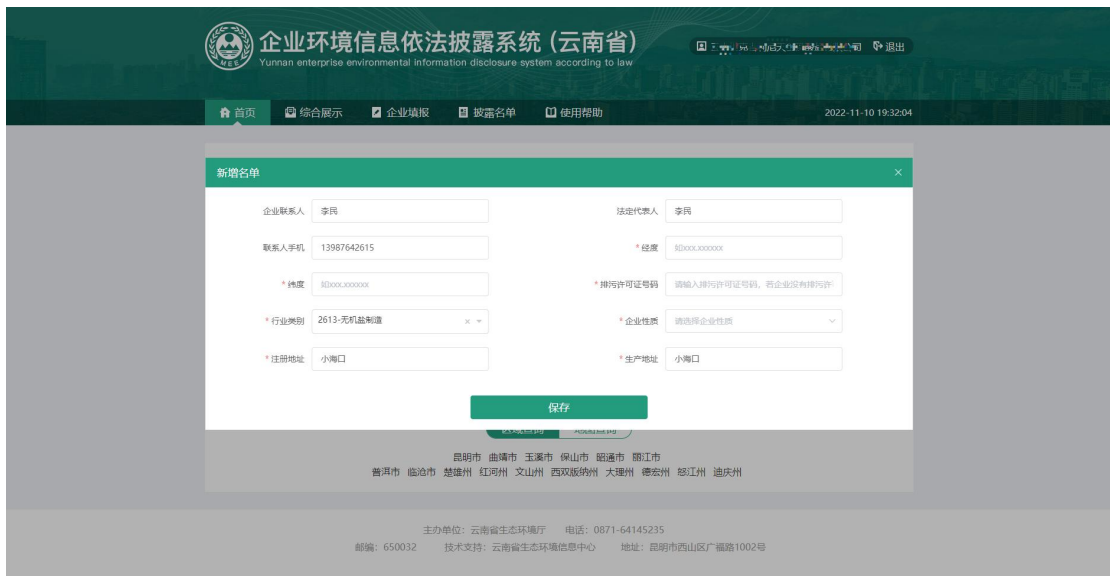 企业环境信息依法披露系统 (云南省)
Yunnan enterprise environmental information disclosure system according to law
退出
MEE
首页 综合展示 企业填报 披露名单 使用帮助 2022-11-10 19:32:04
新增名单 ×
企业联系人 李民 法定代表人 李民
联系人手机 13987642615 * 经度 如xxx.xxxxxx
* 纬度 如xxx.xxxxxx * 排污许可证号码 请输入排污许可证号码，若企业没有排污许
* 行业类别 2613-无机盐制造 × * 企业性质 请选择企业性质
* 注册地址 小海口 * 生产地址 小海口
保存
昆明市 曲靖市 玉溪市 保山市 昭通市 丽江市
普洱市 临沧市 楚雄州 红河州 文山州 西双版纳州 大理州 德宏州 怒江州 迪庆州
主办单位：云南省生态环境厅 电话：0871-64145235
邮编：650032 技术支持：云南省生态环境信息中心 地址：昆明市西山区广福路1002号